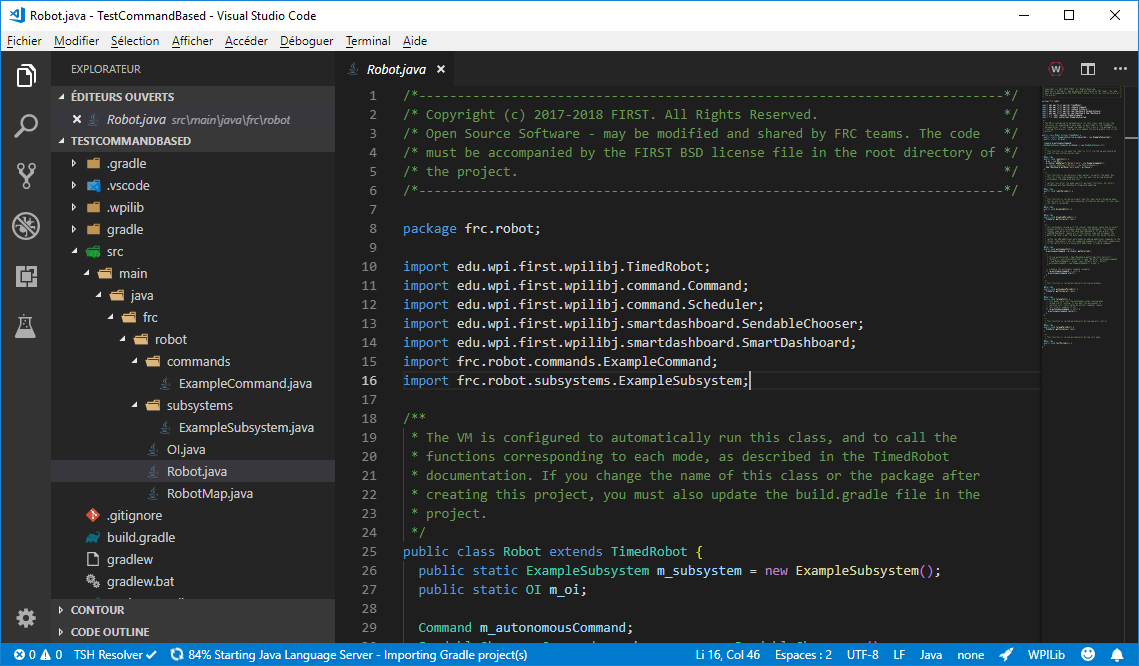 Robot.java - TestCommandBased - Visual Studio Code
Fichier Modifier Sélection Afficher Accéder Déboguer Terminal Aide
EXPLORATEUR
ÉDITEURS OUVERTS
Robot.java src\main\java\frc\robot
TESTCOMMANDBASED
.gradle
.vscode
.wpilib
gradle
src
main
java
frc
robot
commands
ExampleCommand.java
subsystems
ExampleSubsystem.java
OI.java
Robot.java
RobotMap.java
.gitignore
build.gradle
gradlew
gradlew.bat
CONTOUR
CODE OUTLINE
Robot.java
W
1 /*----------------------------------------------------------------------------*/
2 /* Copyright (c) 2017-2018 FIRST. All Rights Reserved. */
3 /* Open Source Software - may be modified and shared by FRC teams. The code */
4 /* must be accompanied by the FIRST BSD license file in the root directory of */
5 /* the project. */
6 /*----------------------------------------------------------------------------*/
7
8 package frc.robot;
9
10 import edu.wpi.first.wpilibj.TimedRobot;
11 import edu.wpi.first.wpilibj.command.Command;
12 import edu.wpi.first.wpilibj.command.Scheduler;
13 import edu.wpi.first.wpilibj.smartdashboard.SendableChooser;
14 import edu.wpi.first.wpilibj.smartdashboard.SmartDashboard;
15 import frc.robot.commands.ExampleCommand;
16 import frc.robot.subsystems.ExampleSubsystem;
17
18 /**
19 * The VM is configured to automatically run this class, and to call the
20 * functions corresponding to each mode, as described in the TimedRobot
21 * documentation. If you change the name of this class or the package after
22 * creating this project, you must also update the build.gradle file in the
23 * project.
24 */
25 public class Robot extends TimedRobot {
26 public static ExampleSubsystem m_subsystem = new ExampleSubsystem();
27 public static OI m_oi;
28
29 Command m_autonomousCommand;
0 0 TSH Resolver 84% Starting Java Language Server - Importing Gradle project(s) Li 16, Col 46 Espaces : 2 UTF-8 LF Java none WPILib